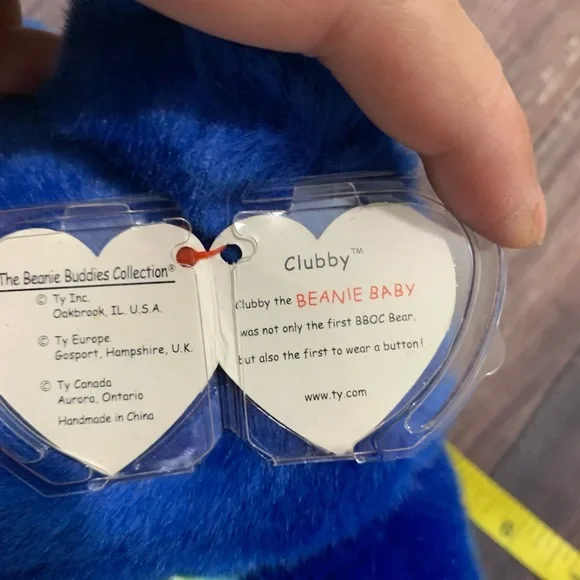 The Beanie Buddies Collection®
© Ty Inc.
Oakbrook, IL. U.S.A.
© Ty Europe
Gosport, Hampshire, U.K.
© Ty Canada
Aurora, Ontario
Handmade in China
Clubby™
Clubby the BEANIE BABY
was not only the first BBOC Bear,
but also the first to wear a button!
www.ty.com